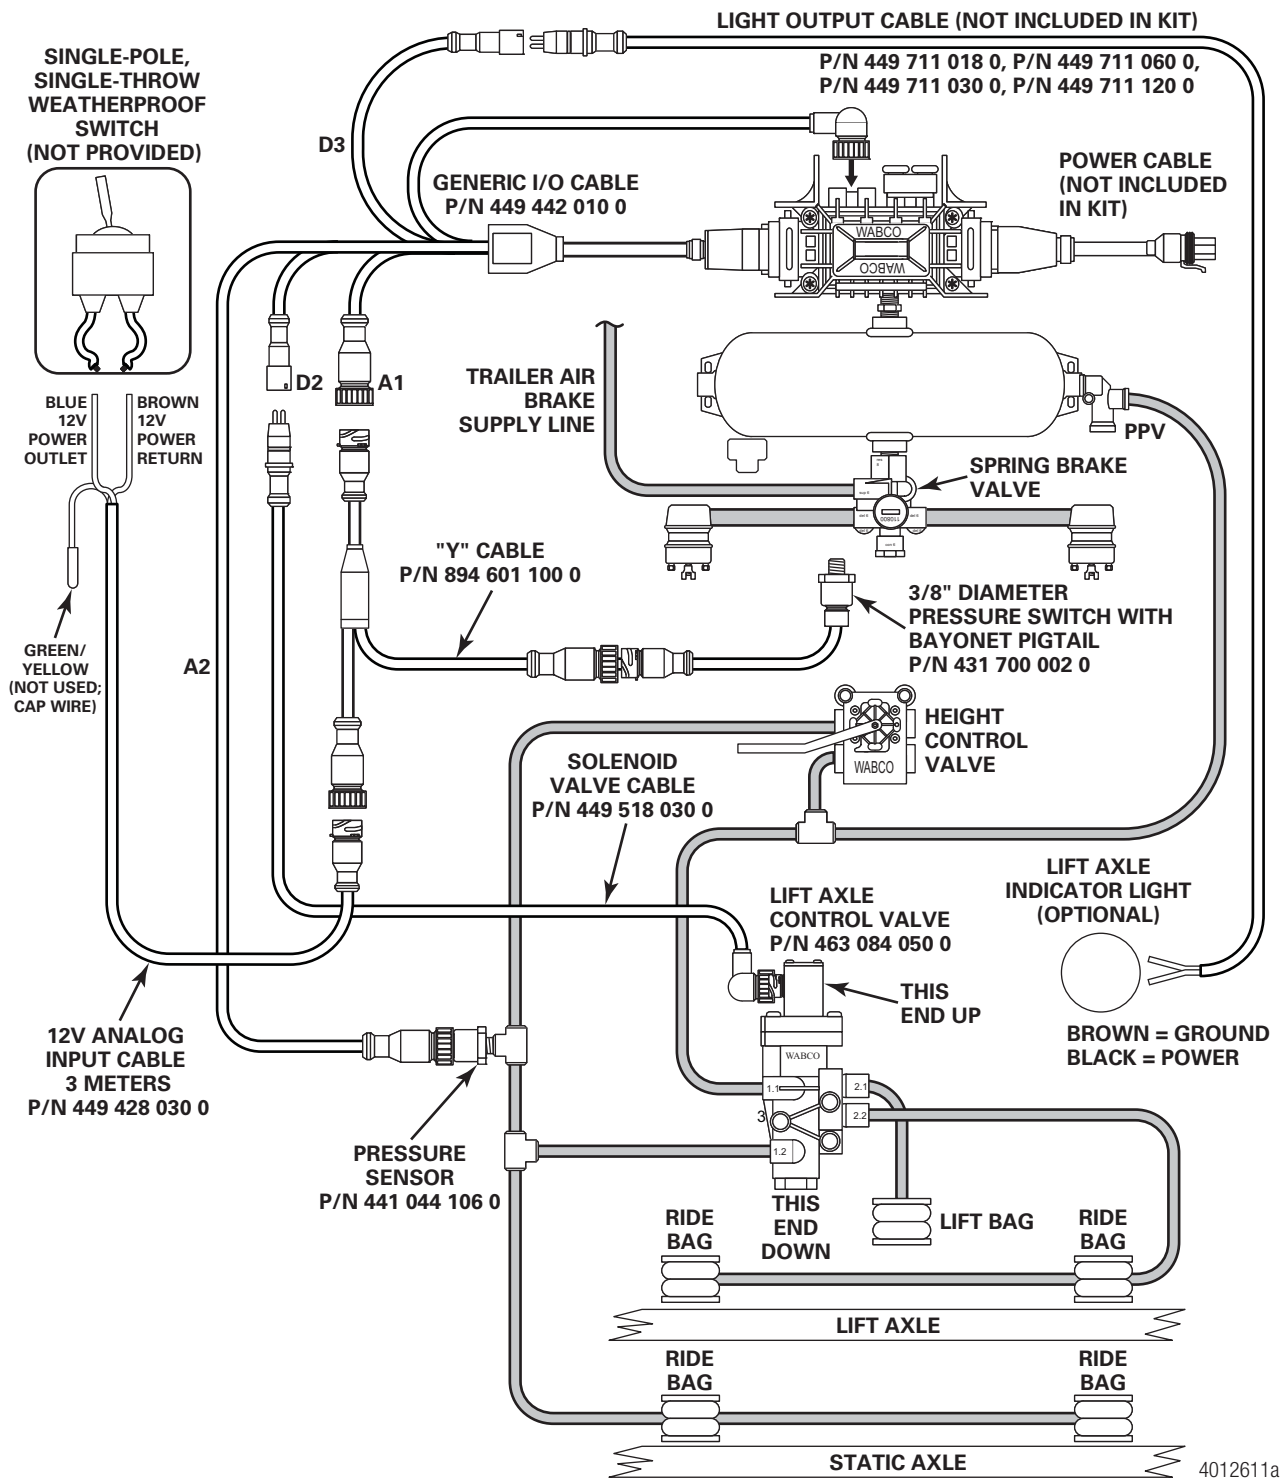 LIGHT OUTPUT CABLE (NOT INCLUDED IN KIT)
P/N 449 711 018 0, P/N 449 711 060 0,
P/N 449 711 030 0, P/N 449 711 120 0
SINGLE-POLE,
SINGLE-THROW
WEATHERPROOF
SWITCH
(NOT PROVIDED)
D3
GENERIC I/O CABLE
P/N 449 442 010 0
POWER CABLE
(NOT INCLUDED
IN KIT)
WABCO
WABCO
D2
A1
TRAILER AIR
BRAKE
SUPPLY LINE
BLUE
12V
POWER
OUTLET
BROWN
12V
POWER
RETURN
PPV
SPRING BRAKE
VALVE
"Y" CABLE
P/N 894 601 100 0
3/8" DIAMETER
PRESSURE SWITCH WITH
BAYONET PIGTAIL
P/N 431 700 002 0
GREEN/
YELLOW
(NOT USED;
CAP WIRE)
A2
HEIGHT
CONTROL
VALVE
WABCO
SOLENOID
VALVE CABLE
P/N 449 518 030 0
LIFT AXLE
INDICATOR LIGHT
(OPTIONAL)
LIFT AXLE
CONTROL VALVE
P/N 463 084 050 0
THIS
END UP
BROWN = GROUND
BLACK = POWER
12V ANALOG
INPUT CABLE
3 METERS
P/N 449 428 030 0
WABCO
1.1
2.1
2.2
3
1.2
PRESSURE
SENSOR
P/N 441 044 106 0
THIS
END
DOWN
LIFT BAG
RIDE
BAG
RIDE
BAG
LIFT AXLE
RIDE
BAG
RIDE
BAG
STATIC AXLE
4012611a